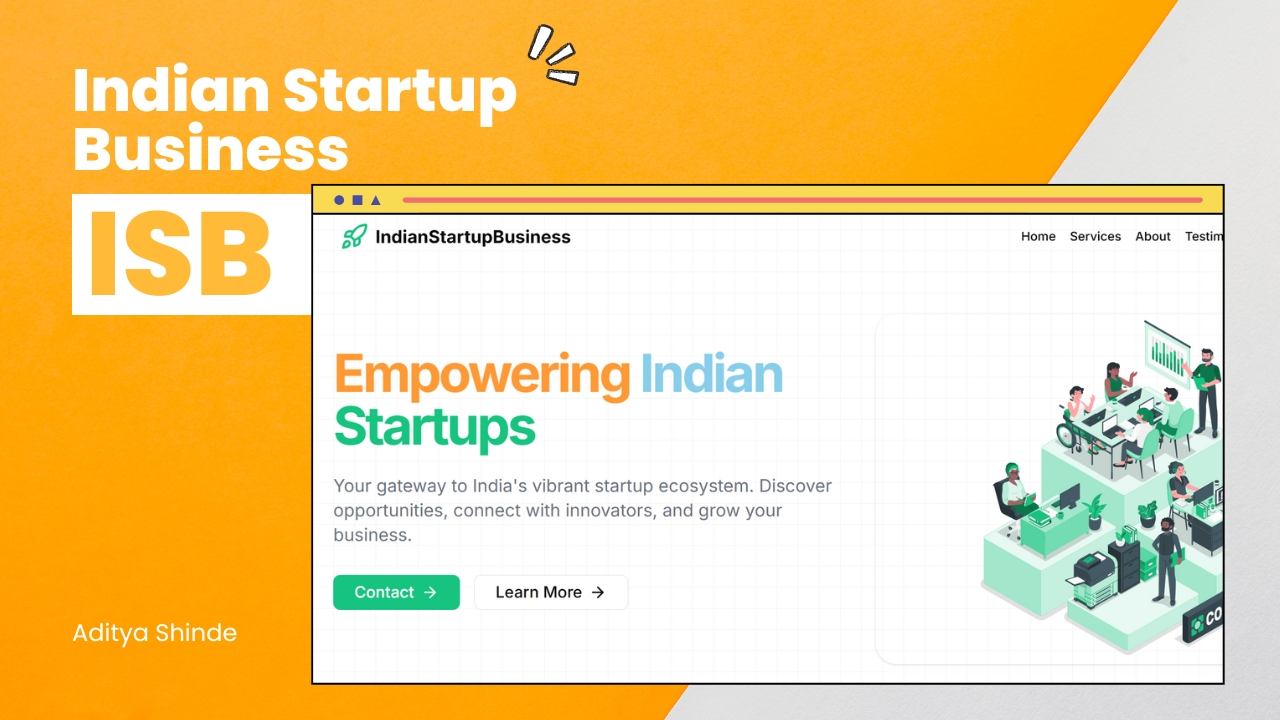 Indian Startup
Business
ISB
IndianStartupBusiness
Home Services About Testim
Empowering Indian
Startups
Your gateway to India's vibrant startup ecosystem. Discover
opportunities, connect with innovators, and grow your
business.
Contact → Learn More →
CO
Aditya Shinde